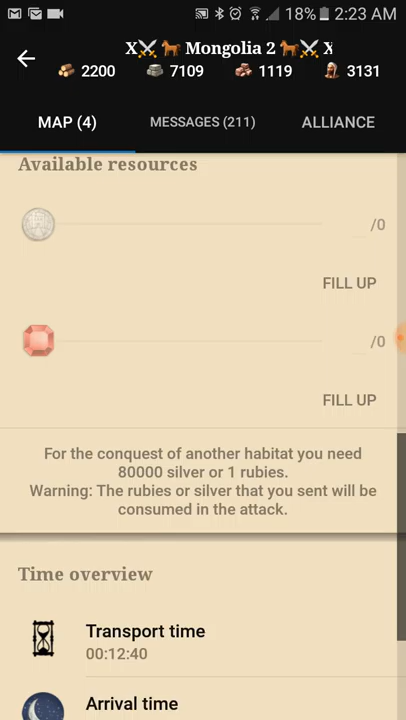 18% 2:23 AM
X⚔🐎 Mongolia 2 🐎⚔ X
2200 7109 1119 3131
MAP (4) MESSAGES (211) ALLIANCE
Available resources
/0
FILL UP
/0
FILL UP
For the conquest of another habitat you need
80000 silver or 1 rubies.
Warning: The rubies or silver that you sent will be
consumed in the attack.
Time overview
Transport time
00:12:40
Arrival time